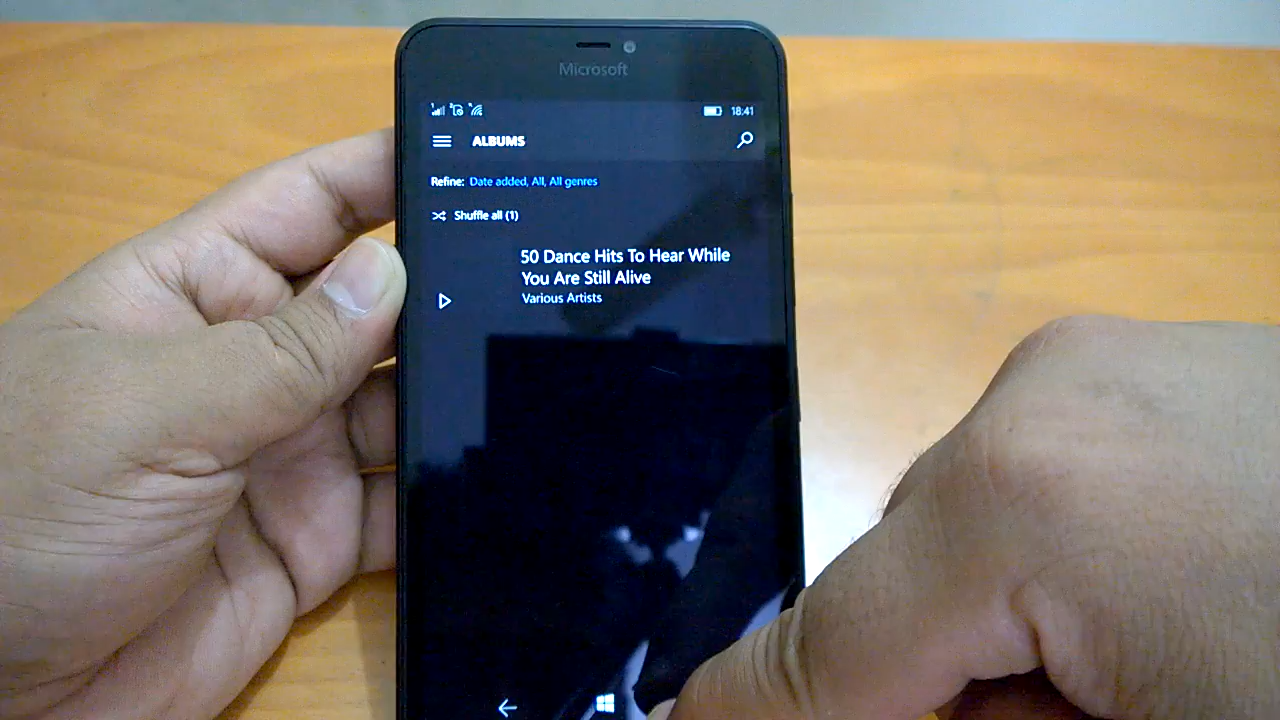 Microsoft
18:41
ALBUMS
Refine: Date added, All, All genres
Shuffle all (1)
50 Dance Hits To Hear While
You Are Still Alive
Various Artists